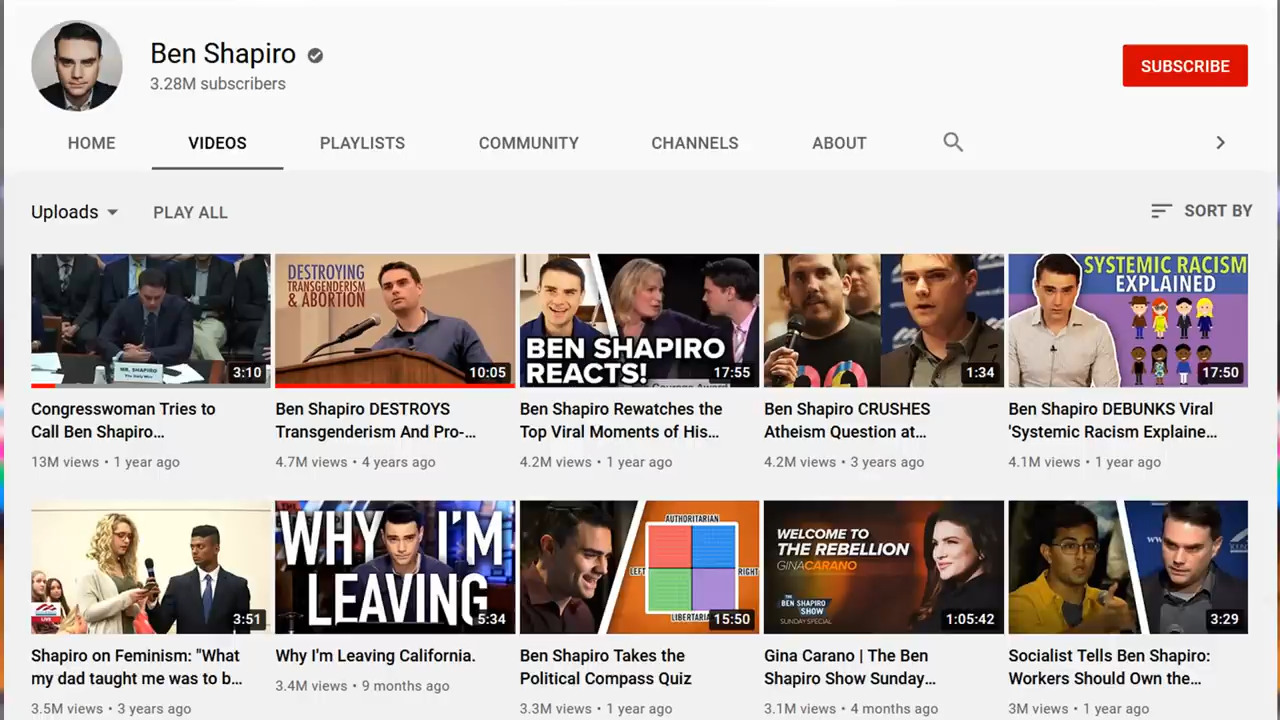 Ben Shapiro
3.28M subscribers
SUBSCRIBE
HOME
VIDEOS
PLAYLISTS
COMMUNITY
CHANNELS
ABOUT
Uploads
PLAY ALL
SORT BY
MR. SHAPIRO
3:10
DESTROYING
TRANSGENDERISM
& ABORTION
10:05
BEN SHAPIRO
REACTS!
17:55
1:34
SYSTEMIC RACISM
EXPLAINED
17:50
Congresswoman Tries to
Call Ben Shapiro…
13M views • 1 year ago
Ben Shapiro DESTROYS
Transgenderism And Pro-…
4.7M views • 4 years ago
Ben Shapiro Rewatches the
Top Viral Moments of His…
4.2M views • 1 year ago
Ben Shapiro CRUSHES
Atheism Question at…
4.2M views • 3 years ago
Ben Shapiro DEBUNKS Viral
'Systemic Racism Explaine…
4.1M views • 1 year ago
LIVE
3:51
WHY I'M
LEAVING
5:34
AUTHORITARIAN
LEFT
RIGHT
15:50
WELCOME TO
THE REBELLION
GINA CARANO
THE
BEN SHAPIRO
SHOW
SUNDAY SPECIAL
1:05:42
3:29
Shapiro on Feminism: "What
my dad taught me was to b…
3.5M views • 3 years ago
Why I'm Leaving California.
3.4M views • 9 months ago
Ben Shapiro Takes the
Political Compass Quiz
3.3M views • 1 year ago
Gina Carano | The Ben
Shapiro Show Sunday…
3.1M views • 4 months ago
Socialist Tells Ben Shapiro:
Workers Should Own the…
3M views • 1 year ago